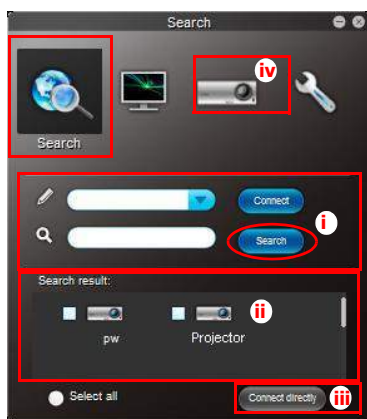 Search
iv
Search
Connect
i
Search
Search result:
ii
pw
Projector
Select all
Connect directly
iii